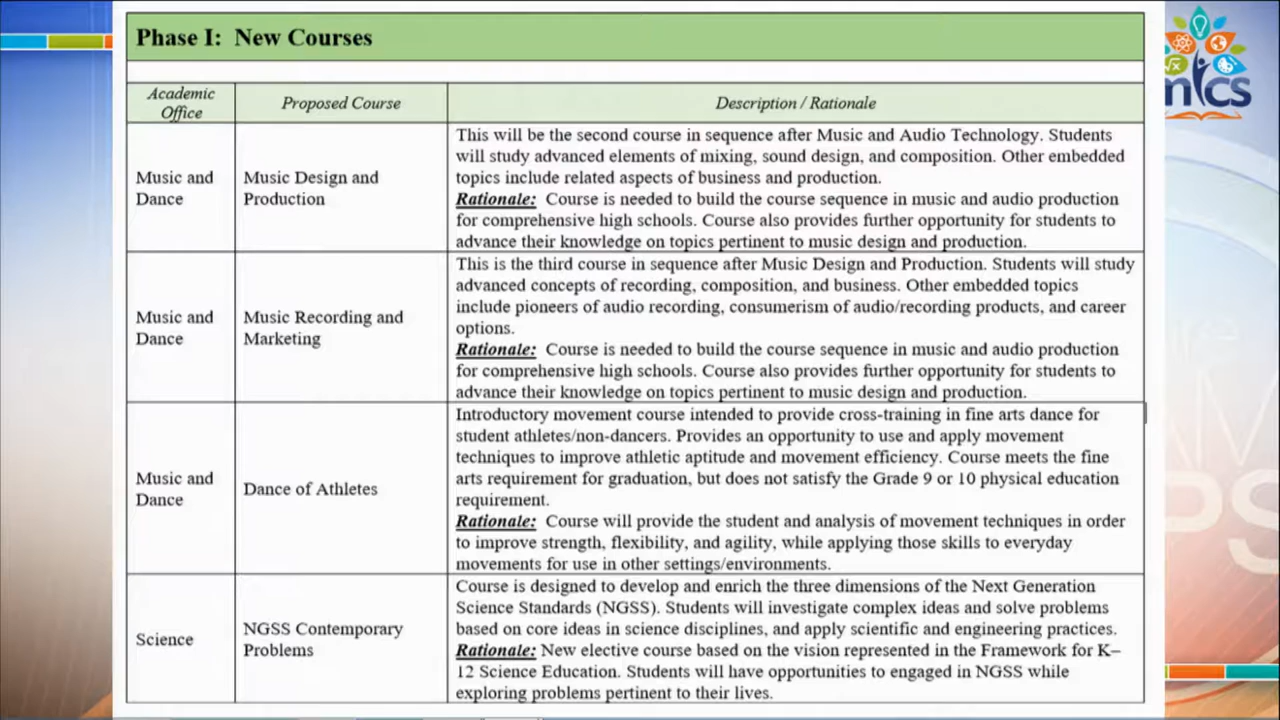 Phase I:  New Courses
Academic
Office
Proposed Course
Description / Rationale
Music and
Dance
Music Design and
Production
This will be the second course in sequence after Music and Audio Technology. Students
will study advanced elements of mixing, sound design, and composition. Other embedded
topics include related aspects of business and production.
Rationale:  Course is needed to build the course sequence in music and audio production
for comprehensive high schools. Course also provides further opportunity for students to
advance their knowledge on topics pertinent to music design and production.
Music and
Dance
Music Recording and
Marketing
This is the third course in sequence after Music Design and Production. Students will study
advanced concepts of recording, composition, and business. Other embedded topics
include pioneers of audio recording, consumerism of audio/recording products, and career
options.
Rationale:  Course is needed to build the course sequence in music and audio production
for comprehensive high schools. Course also provides further opportunity for students to
advance their knowledge on topics pertinent to music design and production.
Music and
Dance
Dance of Athletes
Introductory movement course intended to provide cross-training in fine arts dance for
student athletes/non-dancers. Provides an opportunity to use and apply movement
techniques to improve athletic aptitude and movement efficiency. Course meets the fine
arts requirement for graduation, but does not satisfy the Grade 9 or 10 physical education
requirement.
Rationale:  Course will provide the student and analysis of movement techniques in order
to improve strength, flexibility, and agility, while applying those skills to everyday
movements for use in other settings/environments.
Science
NGSS Contemporary
Problems
Course is designed to develop and enrich the three dimensions of the Next Generation
Science Standards (NGSS). Students will investigate complex ideas and solve problems
based on core ideas in science disciplines, and apply scientific and engineering practices.
Rationale: New elective course based on the vision represented in the Framework for K–
12 Science Education. Students will have opportunities to engaged in NGSS while
exploring problems pertinent to their lives.